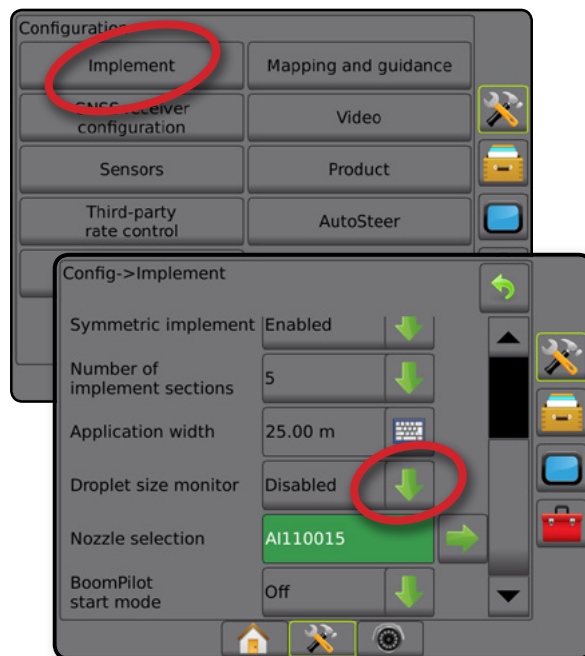 Configuration
Implement
Mapping and guidance
GNSS receiver
configuration
Video
Sensors
Product
Third-party
rate control
AutoSteer
Config->Implement
Symmetric implement
Enabled
Number of
implement sections
5
Application width
25.00 m
Droplet size monitor
Disabled
Nozzle selection
AI110015
BoomPilot
start mode
Off